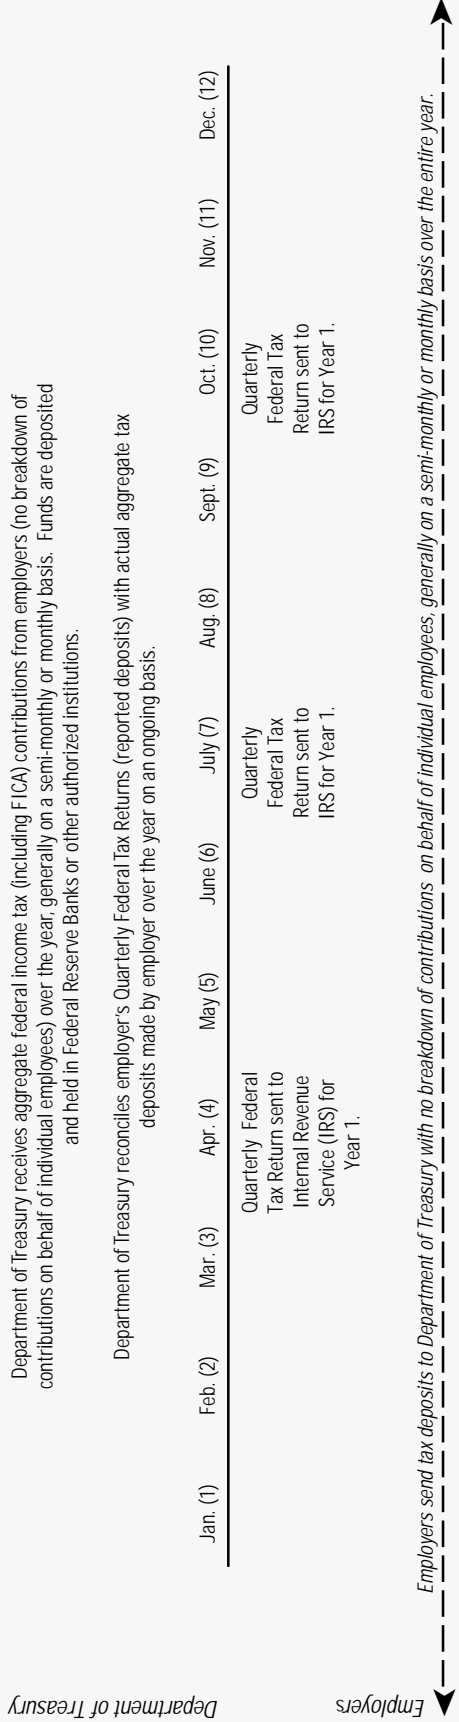 Department of Treasury
Department of Treasury receives aggregate federal income tax (including FICA) contributions from employers (no breakdown of
contributions on behalf of individual employees) over the year, generally on a semi-monthly or monthly basis. Funds are deposited
and held in Federal Reserve Banks or other authorized institutions.
Department of Treasury reconciles employer's Quarterly Federal Tax Returns (reported deposits) with actual aggregate tax
deposits made by employer over the year on an ongoing basis.
Jan. (1) Feb. (2) Mar. (3) Apr. (4) May (5) June (6) July (7) Aug. (8) Sept. (9) Oct. (10) Nov. (11) Dec. (12)
Employers
Quarterly Federal
Tax Return sent to
Internal Revenue
Service (IRS) for
Year 1.
Quarterly
Federal Tax
Return sent to
IRS for Year 1.
Quarterly
Federal Tax
Return sent to
IRS for Year 1.
Employers send tax deposits to Department of Treasury with no breakdown of contributions on behalf of individual employees, generally on a semi-monthly or monthly basis over the entire year.